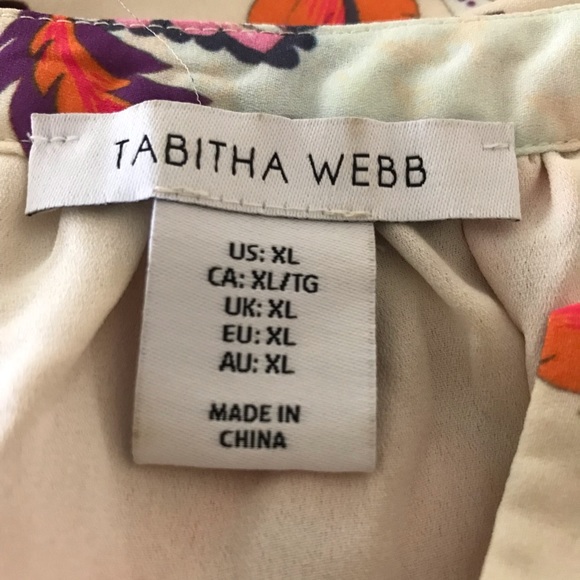 TABITHA WEBB
US: XL
CA: XL/TG
UK: XL
EU: XL
AU: XL
MADE IN
CHINA